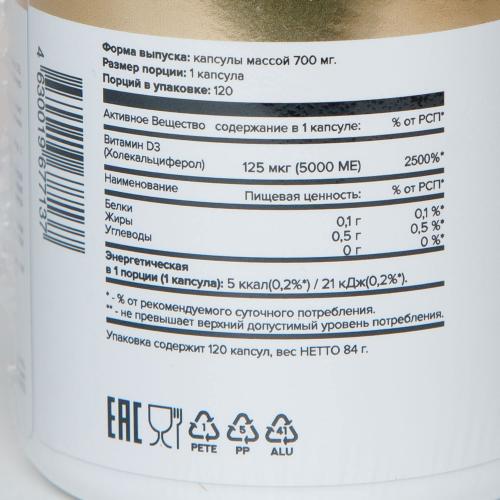 Форма выпуска: капсулы массой 700 мг.
Размер порции: 1 капсула
Порций в упаковке: 120
Активное Вещество содержание в 1 капсуле: % от РСП*
Витамин D3
(Холекальциферол) 125 мкг (5000 МЕ) 2500%*
Наименование Пищевая ценность: % от РСП*
Белки 0,1 г 0,1 %*
Жиры 0,5 г 0,5 %*
Углеводы 0 г 0 %*
Энергетическая
в 1 порции (1 капсула): 5 ккал(0,2%*) / 21 кДж(0,2%*).
* - % от рекомендуемого суточного потребления.
** - не превышает верхний допустимый уровень потребления.
Упаковка содержит 120 капсул, вес НЕТТО 84 г.
EAC
1 5 41
PETE PP ALU
4 630019 677137